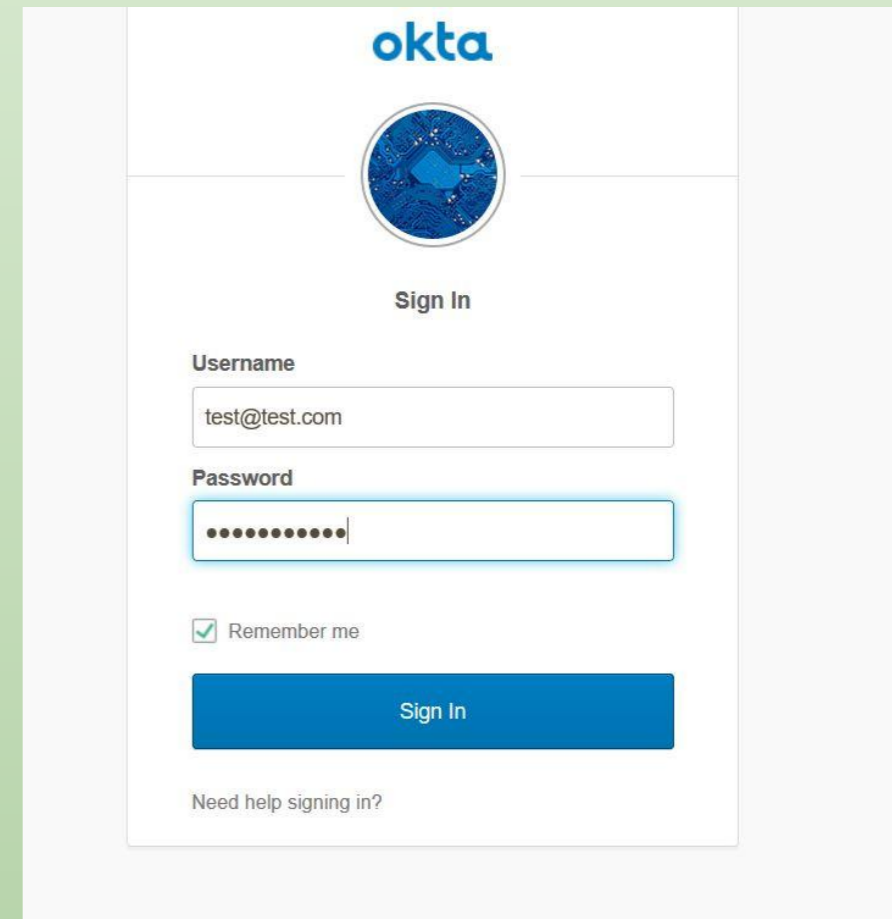 okta
Sign In
Username
test@test.com
Password
•••••••••••
Remember me
Sign In
Need help signing in?